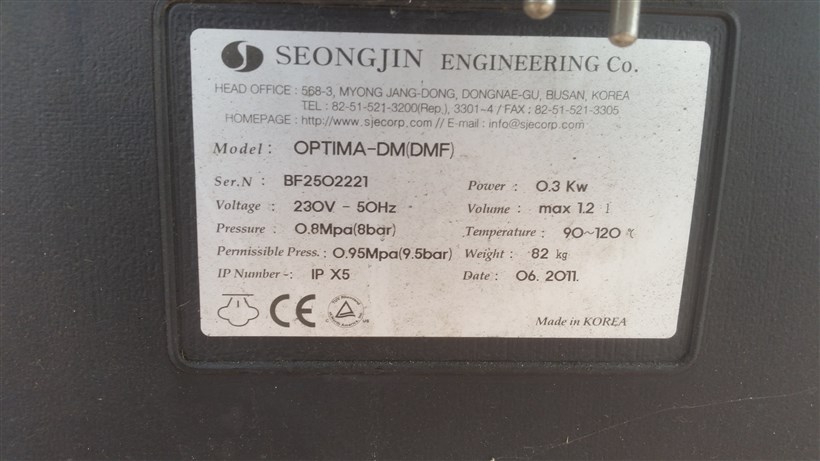 SEONGJIN ENGINEERING Co.
HEAD OFFICE : 568-3, MYONG JANG-DONG, DONGNAE-GU, BUSAN, KOREA
TEL : 82-51-521-3200(Rep.), 3301~4 / FAX : 82-51-521-3305
HOMEPAGE : http://www.sjecorp.com // E-mail : info@sjecorp.com
Model : OPTIMA-DM(DMF)
Ser.N : BF2502221
Power : 0.3 Kw
Voltage : 230V - 50Hz
Volume : max 1.2 l
Pressure : 0.8Mpa(8bar)
Temperature : 90~120 ℃
Permissible Press. : 0.95Mpa(9.5bar)
Weight : 82 kg
IP Number -: IP X5
Date : 06. 2011.
CE
Made in KOREA